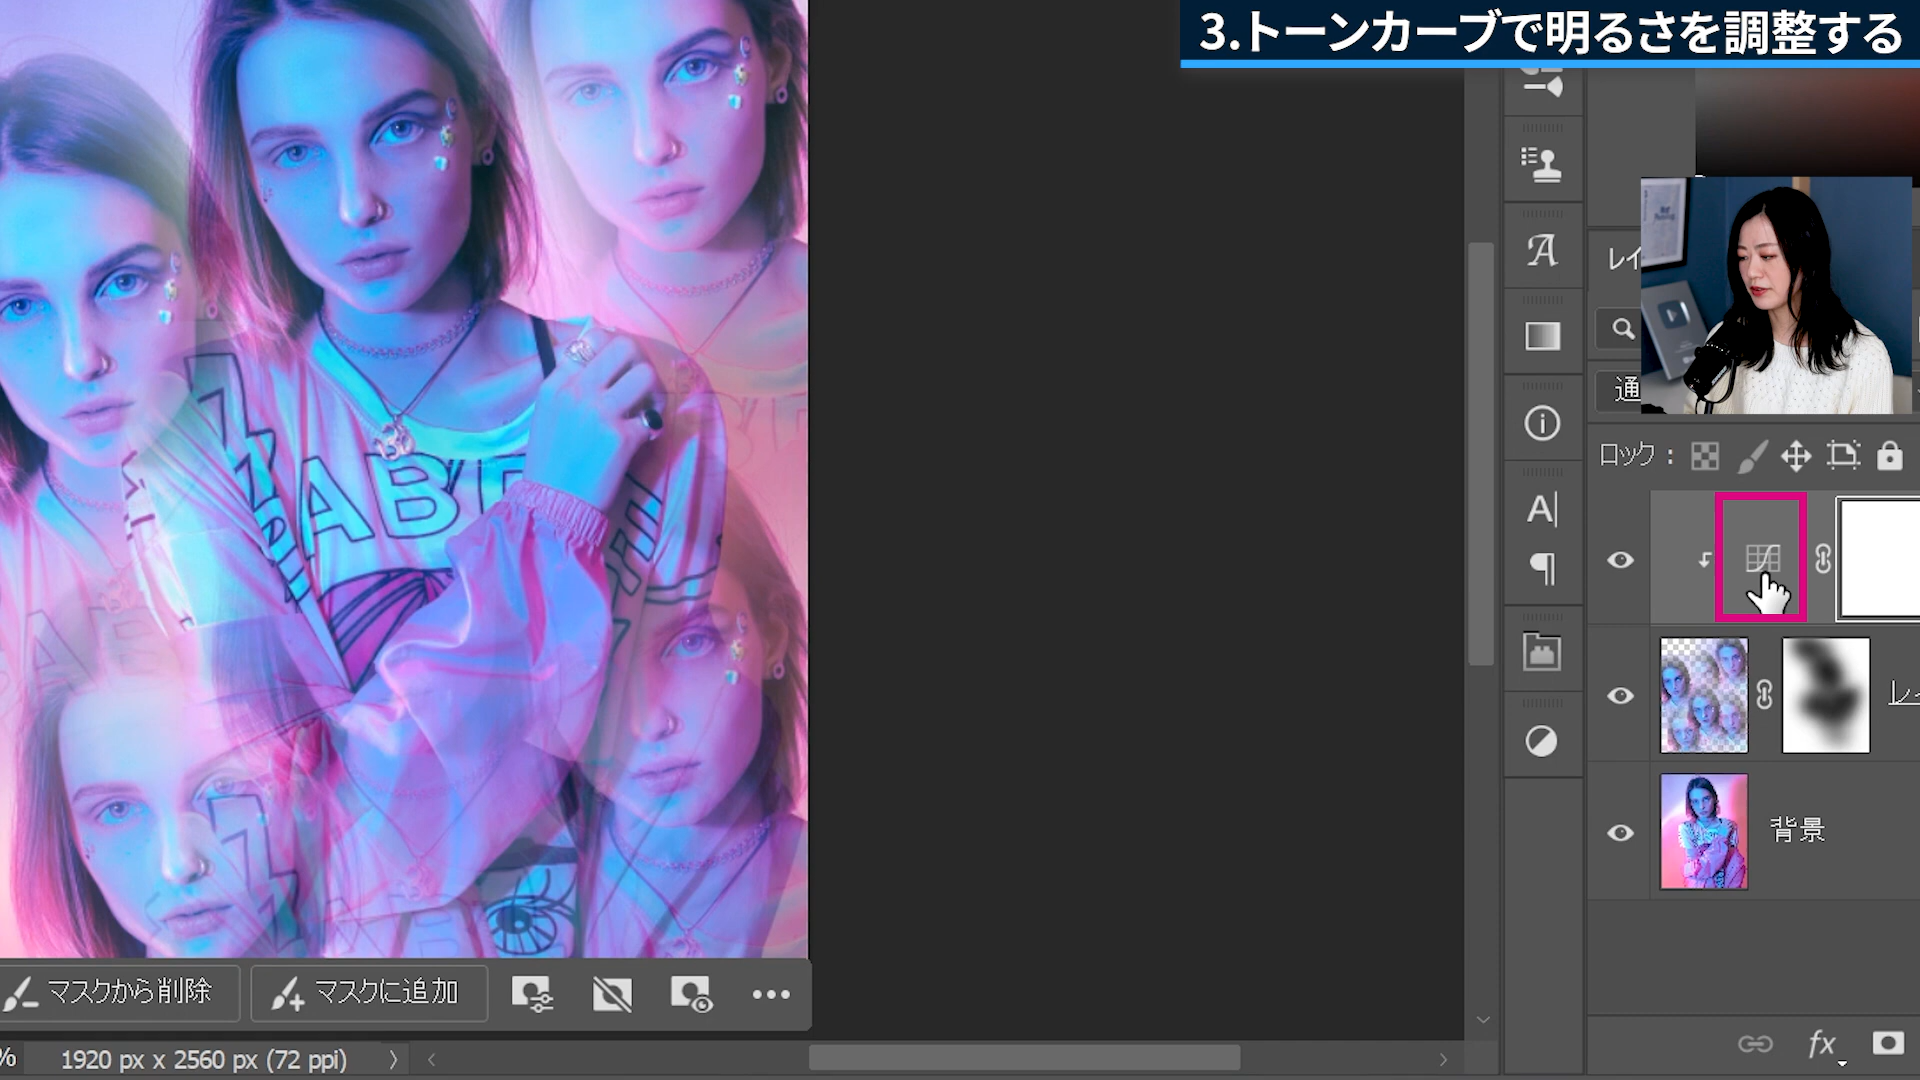 3.トーンカーブで明るさを調整する
レイ
通
ロック：
背景
マスクから削除
マスクに追加
% 1920 px x 2560 px (72 ppi)
fx
BABE